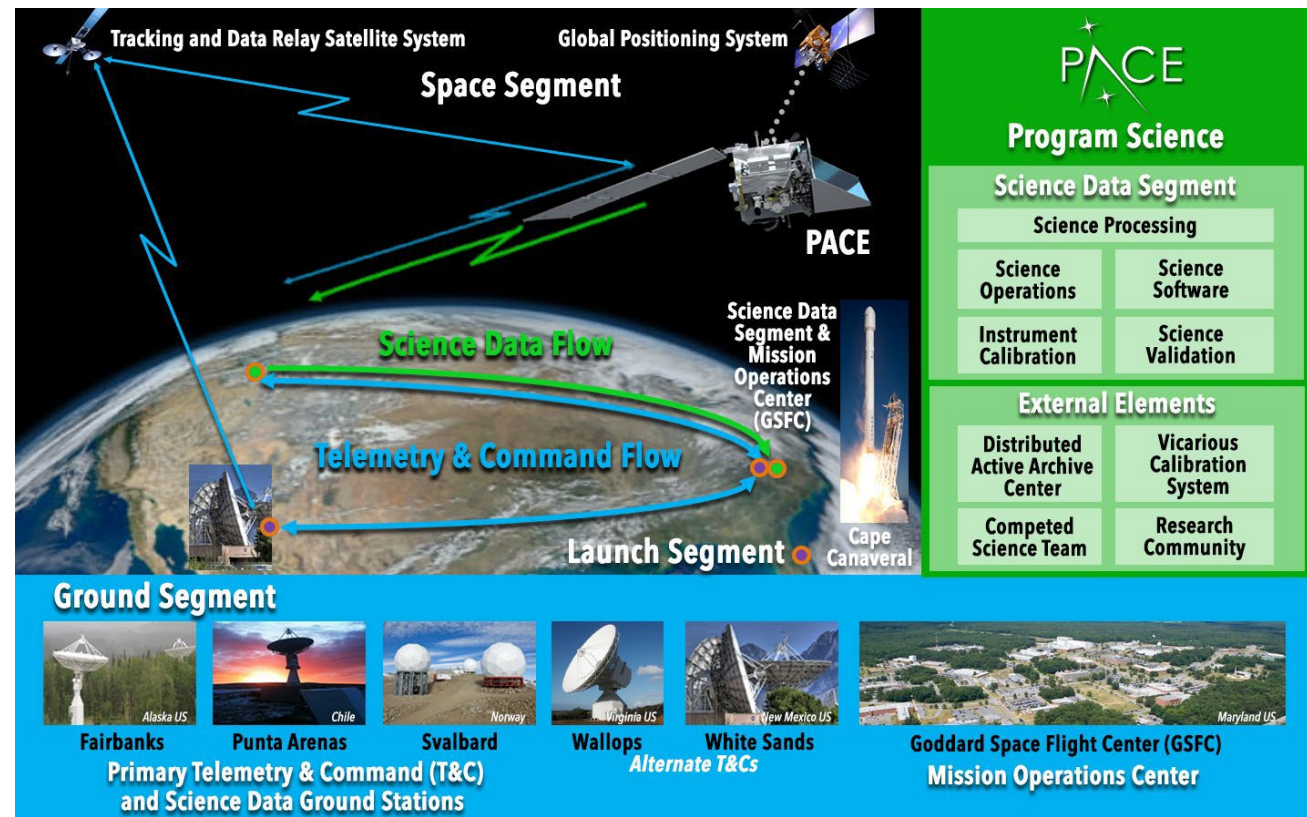 Tracking and Data Relay Satellite System
Global Positioning System
Space Segment
PACE
Science Data
Segment &
Mission
Operations
Center
(GSFC)
Science Data Flow
Telemetry & Command Flow
Launch Segment
Cape
Canaveral
PACE
Program Science
Science Data Segment
Science Processing
Science
Operations
Science
Software
Instrument
Calibration
Science
Validation
External Elements
Distributed
Active Archive
Center
Vicarious
Calibration
System
Competed
Science Team
Research
Community
Ground Segment
Alaska US
Chile
Norway
Virginia US
New Mexico US
Maryland US
Fairbanks
Punta Arenas
Svalbard
Wallops
White Sands
Goddard Space Flight Center (GSFC)
Primary Telemetry & Command (T&C)
and Science Data Ground Stations
Alternate T&Cs
Mission Operations Center